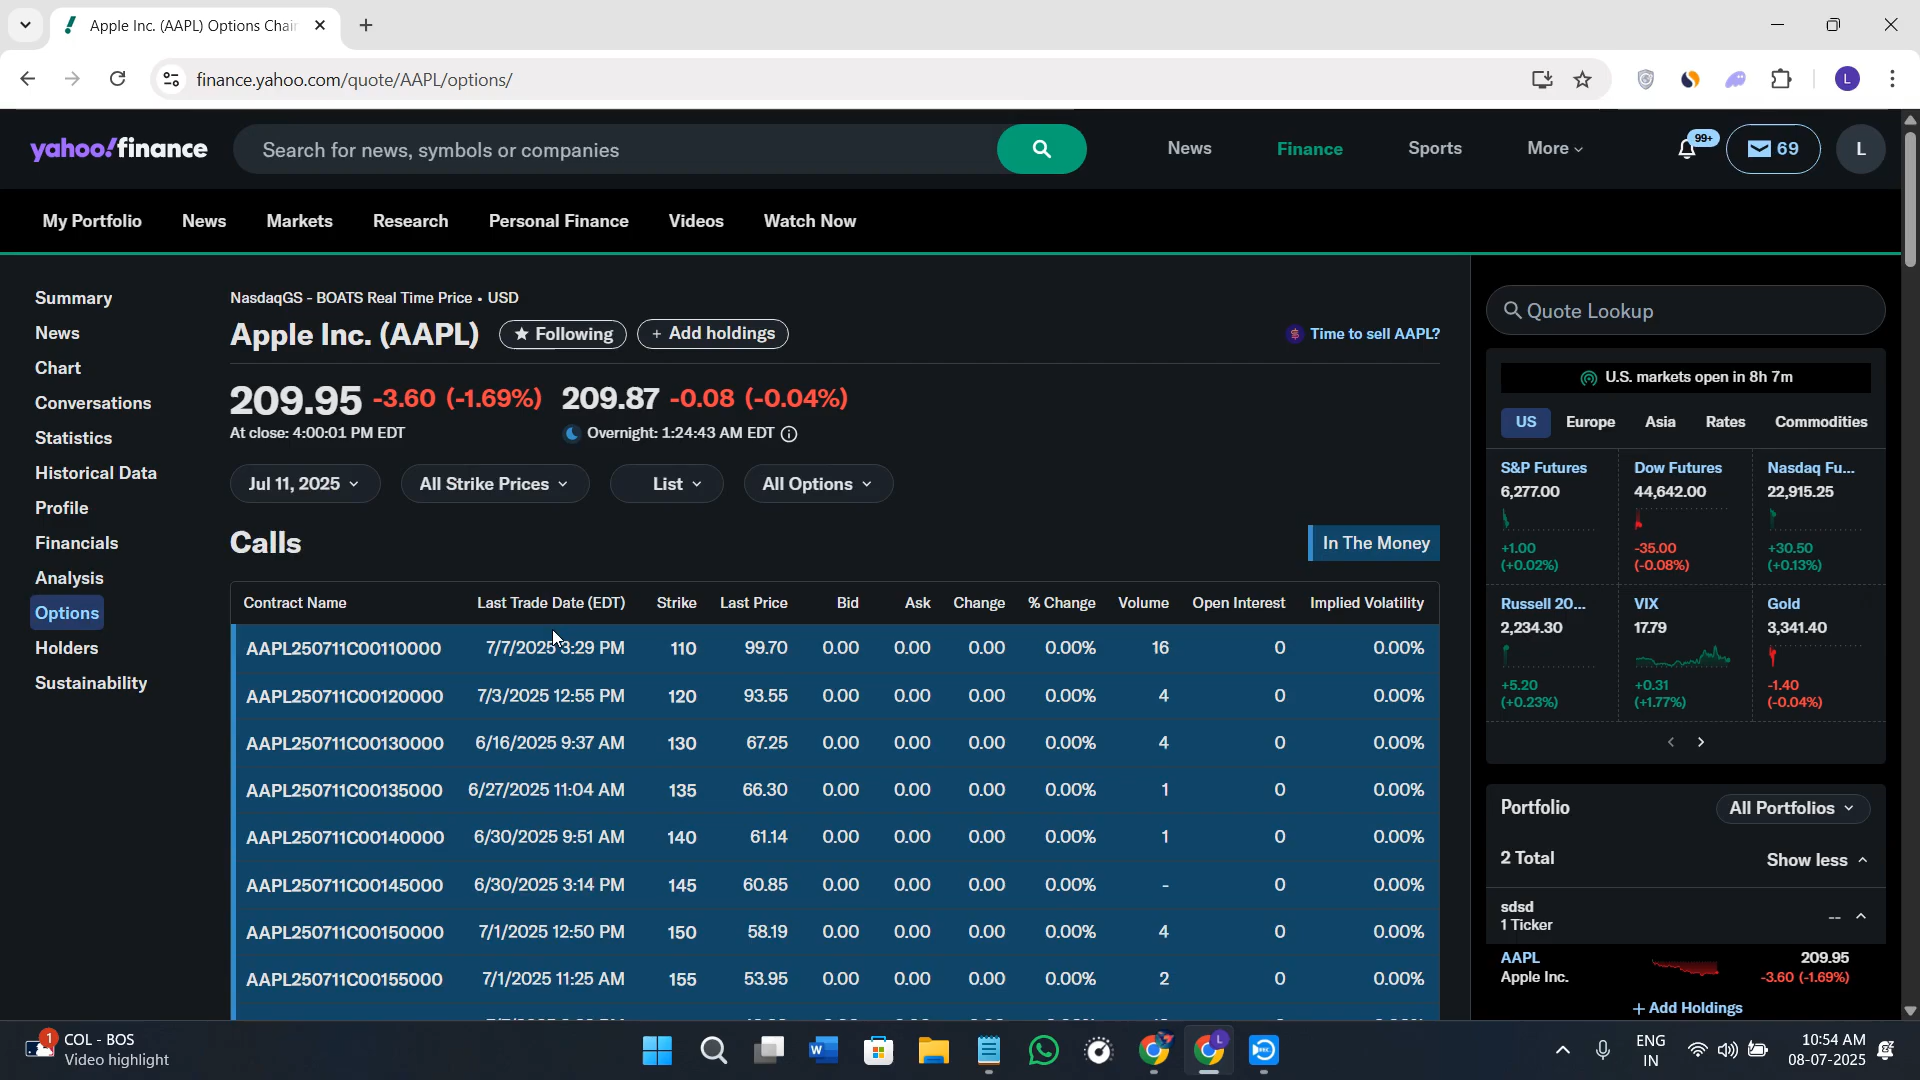 Apple Inc. (AAPL) Options Chain
finance.yahoo.com/quote/AAPL/options/
L
yahoo!finance
Search for news, symbols or companies
News
Finance
Sports
More
99+
69
L
My Portfolio
News
Markets
Research
Personal Finance
Videos
Watch Now
Summary
News
Chart
Conversations
Statistics
Historical Data
Profile
Financials
Analysis
Options
Holders
Sustainability
NasdaqGS - BOATS Real Time Price • USD
Apple Inc. (AAPL)
Following
+ Add holdings
Time to sell AAPL?
209.95 -3.60 (-1.69%) 209.87 -0.08 (-0.04%)
At close: 4:00:01 PM EDT
Overnight: 1:24:43 AM EDT
Jul 11, 2025
All Strike Prices
List
All Options
Calls
In The Money
Contract Name Last Trade Date (EDT) Strike Last Price Bid Ask Change % Change Volume Open Interest Implied Volatility
AAPL250711C00110000 7/7/2025 3:29 PM 110 99.70 0.00 0.00 0.00 0.00% 16 0 0.00%
AAPL250711C00120000 7/3/2025 12:55 PM 120 93.55 0.00 0.00 0.00 0.00% 4 0 0.00%
AAPL250711C00130000 6/16/2025 9:37 AM 130 67.25 0.00 0.00 0.00 0.00% 4 0 0.00%
AAPL250711C00135000 6/27/2025 11:04 AM 135 66.30 0.00 0.00 0.00 0.00% 1 0 0.00%
AAPL250711C00140000 6/30/2025 9:51 AM 140 61.14 0.00 0.00 0.00 0.00% 1 0 0.00%
AAPL250711C00145000 6/30/2025 3:14 PM 145 60.85 0.00 0.00 0.00 0.00% - 0 0.00%
AAPL250711C00150000 7/1/2025 12:50 PM 150 58.19 0.00 0.00 0.00 0.00% 4 0 0.00%
AAPL250711C00155000 7/1/2025 11:25 AM 155 53.95 0.00 0.00 0.00 0.00% 2 0 0.00%
Quote Lookup
U.S. markets open in 8h 7m
US Europe Asia Rates Commodities
S&P Futures Dow Futures Nasdaq Fu...
6,277.00 44,642.00 22,915.25
+1.00 -35.00 +30.50
(+0.02%) (-0.08%) (+0.13%)
Russell 20... VIX Gold
2,234.30 17.79 3,341.40
+5.20 +0.31 -1.40
(+0.23%) (+1.77%) (-0.04%)
Portfolio
All Portfolios
2 Total
Show less
sdsd
1 Ticker
--
AAPL 209.95
Apple Inc. -3.60 (-1.69%)
+ Add Holdings
1
COL - BOS
Video highlight
L
ENG
IN
10:54 AM
08-07-2025